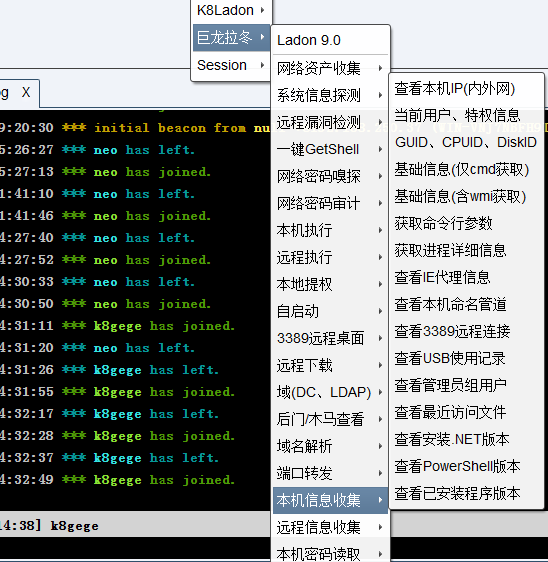 K8Ladon
巨龙拉冬
Session
Ladon 9.0
网络资产收集
系统信息探测
远程漏洞检测
一键GetShell
网络密码嗅探
网络密码审计
本机执行
远程执行
本地提权
自启动
3389远程桌面
远程下载
域(DC、LDAP)
后门/木马查看
域名解析
端口转发
本机信息收集
远程信息收集
本机密码读取
查看本机IP(内外网)
当前用户、特权信息
GUID、CPUID、DiskID
基础信息(仅cmd获取)
基础信息(含wmi获取)
获取命令行参数
获取进程详细信息
查看IE代理信息
查看本机命名管道
查看3389远程连接
查看USB使用记录
查看管理员组用户
查看最近访问文件
查看安装.NET版本
查看PowerShell版本
查看已安装程序版本
og X
9:20:30 *** initial beacon from
5:26:27 *** neo has left.
5:27:13 *** neo has joined.
1:41:10 *** neo has left.
1:41:46 *** neo has joined.
4:27:40 *** neo has left.
4:27:52 *** neo has joined.
4:30:33 *** neo has left.
4:30:50 *** neo has joined.
4:31:11 *** k8gege has joined.
4:31:20 *** neo has left.
4:31:26 *** k8gege has left.
4:31:55 *** k8gege has joined.
4:32:17 *** k8gege has left.
4:32:28 *** k8gege has joined.
4:32:37 *** k8gege has left.
4:32:49 *** k8gege has joined.
14:38] k8gege